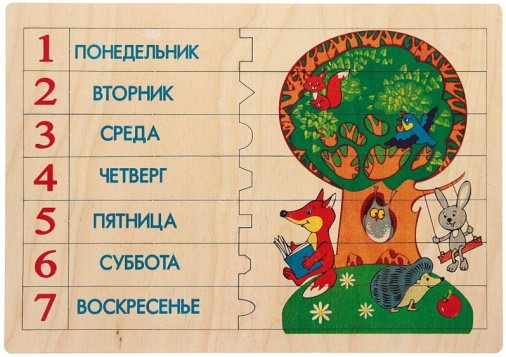 1 ПОНЕДЕЛЬНИК
2 ВТОРНИК
3 СРЕДА
4 ЧЕТВЕРГ
5 ПЯТНИЦА
6 СУББОТА
7 ВОСКРЕСЕНЬЕ